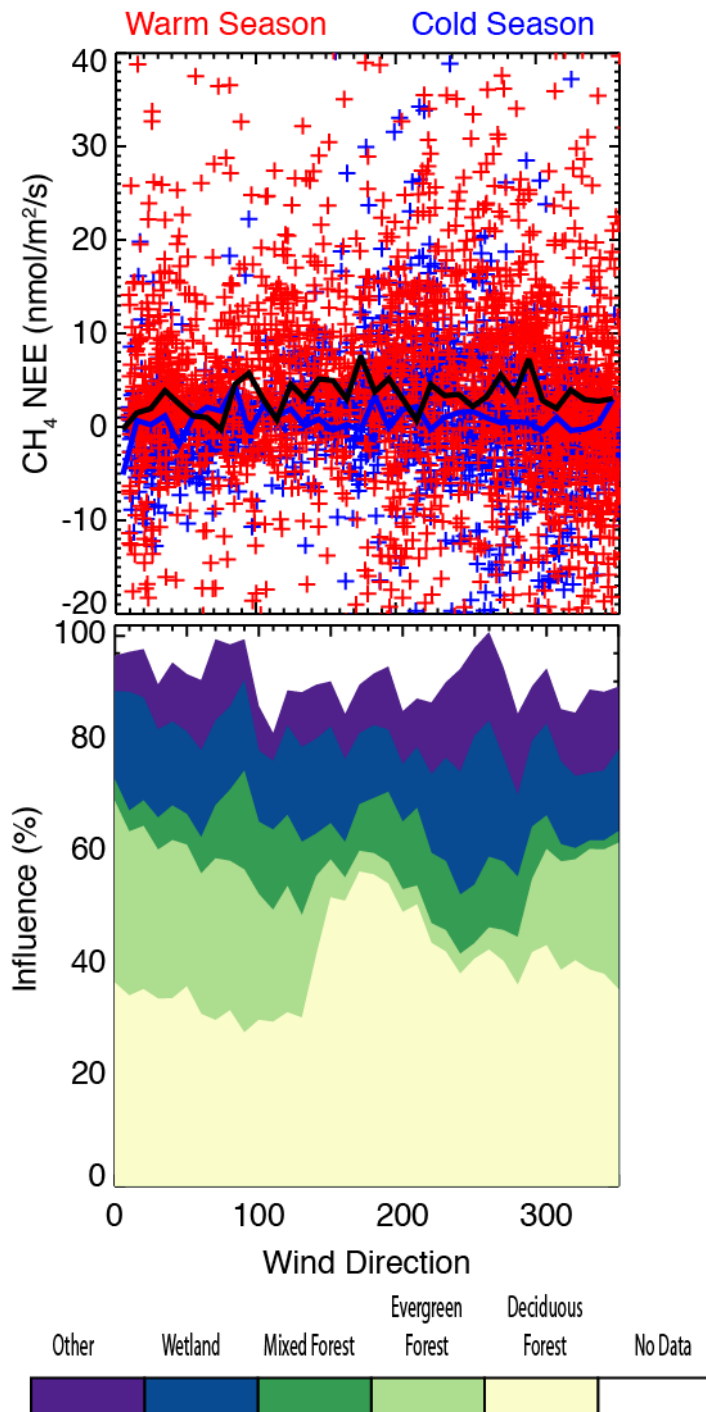 Warm Season Cold Season
40
30
20
10
0
-10
-20
CH4 NEE (nmol/m2/s)
100
80
60
40
20
0
Influence (%)
0 100 200 300
Wind Direction
Evergreen Deciduous
Other Wetland Mixed Forest Forest Forest No Data